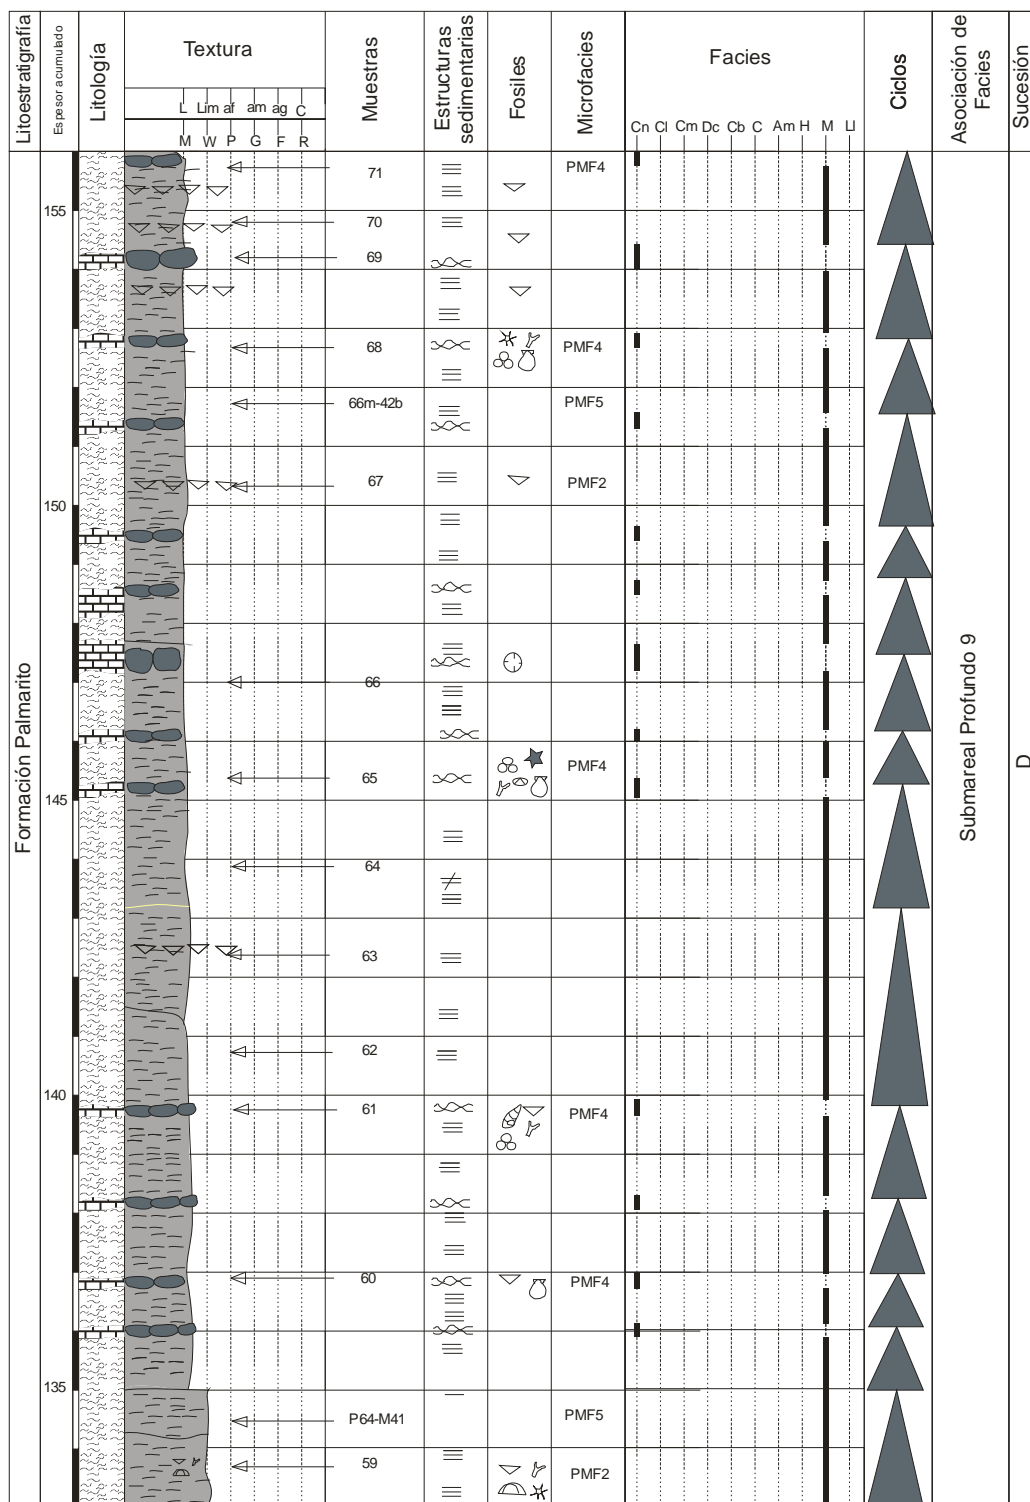 Litoestratigrafía
Espesor acumulado
Litología
Textura
L Lim af am ag C
M W P G F R
Muestras
Estructuras
sedimentarias
Fosiles
Microfacies
Facies
Cn Cl Cm Dc Cb C Am H M Ll
Ciclos
Asociación de
Facies
Sucesión
71 PMF4
155
70
69
68 PMF4
66m-42b PMF5
67 PMF2
150
Formación Palmarito
Submareal Profundo 9
D
66
65 PMF4
145
64
63
62
140
61 PMF4
60 PMF4
135
P64-M41 PMF5
59 PMF2